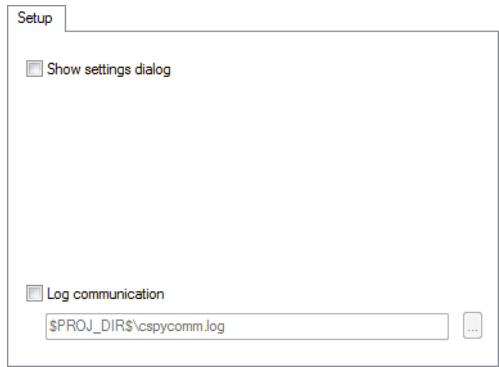 Setup
Show settings dialog
Log communication
$PROJ_DIR$\cspycomm.log
...